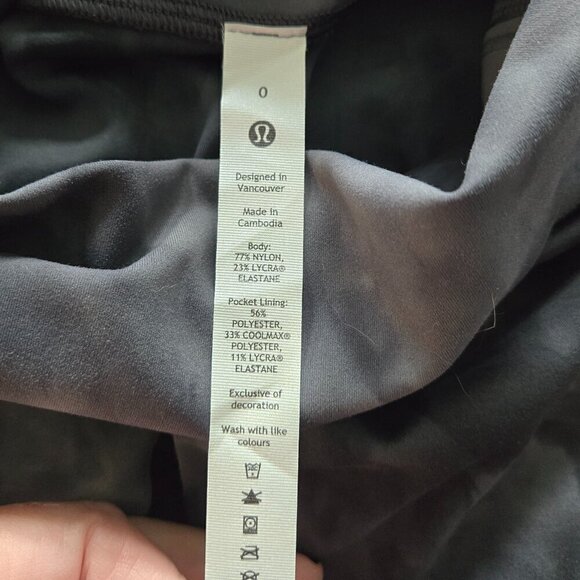 0
Designed in
Vancouver
Made in
Cambodia
Body:
77% NYLON,
23% LYCRA®
ELASTANE
Pocket Lining:
56%
POLYESTER,
33% COOLMAX®
POLYESTER,
11% LYCRA®
ELASTANE
Exclusive of
decoration
Wash with like
colours